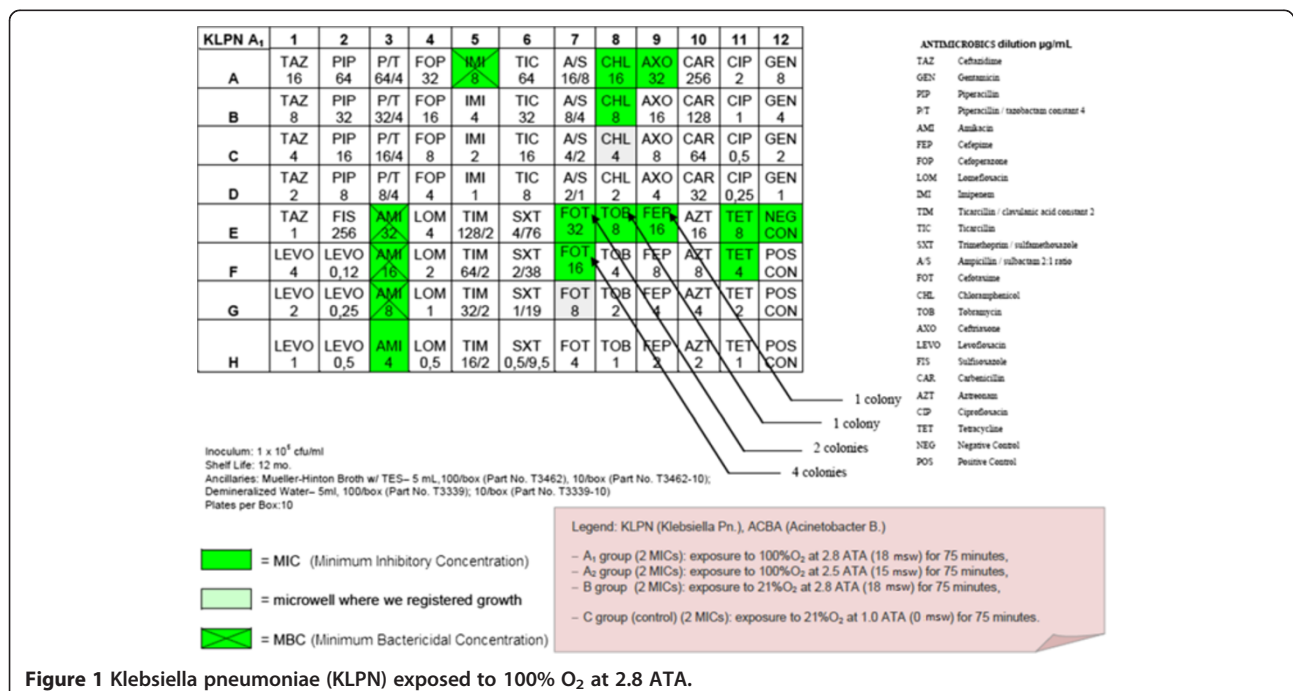 KLPN A1 1 2 3 4 5 6 7 8 9 10 11 12
TAZ PIP P/T FOP IMI TIC A/S CHL AXO CAR CIP GEN
A
16 64 64/4 32 8 64 16/8 16 32 256 2 8
TAZ PIP P/T FOP IMI TIC A/S CHL AXO CAR CIP GEN
B
8 32 32/4 16 4 32 8/4 8 16 128 1 4
TAZ PIP P/T FOP IMI TIC A/S CHL AXO CAR CIP GEN
C
4 16 16/4 8 2 16 4/2 4 8 64 0,5 2
TAZ PIP P/T FOP IMI TIC A/S CHL AXO CAR CIP GEN
D
2 8 8/4 4 1 8 2/1 2 4 32 0,25 1
TAZ FIS AMI LOM TIM SXT FOT TOB FEP AZT TET NEG
E
1 256 32 4 128/2 4/76 32 8 16 16 8 CON
LEVO LEVO AMI LOM TIM SXT FOT TOB FEP AZT TET POS
F
4 0,12 16 2 64/2 2/38 16 4 8 8 4 CON
LEVO LEVO AMI LOM TIM SXT FOT TOB FEP AZT TET POS
G
2 0,25 8 1 32/2 1/19 8 2 4 4 2 CON
LEVO LEVO AMI LOM TIM SXT FOT TOB FEP AZT TET POS
H
1 0,5 4 0,5 16/2 0,5/9,5 4 1 2 2 1 CON
1 colony
1 colony
2 colonies
4 colonies
ANTIMICROBICS dilution µg/mL
TAZ Ceftazidime
GEN Gentamicin
PIP Piperacillin
P/T Piperacillin / tazobactam constant 4
AMI Amikacin
FEP Cefepime
FOP Cefoperazone
LOM Lomefloxacin
IMI Imipenem
TIM Ticarcillin / clavulanic acid constant 2
TIC Ticarcillin
SXT Trimethoprim / sulfamethoxazole
A/S Ampicillin / sulbactam 2:1 ratio
FOT Cefotaxime
CHL Chloramphenicol
TOB Tobramycin
AXO Ceftriaxone
LEVO Levofloxacin
FIS Sulfisoxazole
CAR Carbenicillin
AZT Aztreonam
CIP Ciprofloxacin
TET Tetracycline
NEG Negative Control
POS Positive Control
Inoculum: 1 x 10⁶ cfu/ml
Shelf Life: 12 mo.
Ancillaries: Mueller-Hinton Broth w/ TES– 5 mL,100/box (Part No. T3462), 10/box (Part No. T3462-10);
Demineralized Water– 5ml, 100/box (Part No. T3339); 10/box (Part No. T3339-10)
Plates per Box:10
= MIC (Minimum Inhibitory Concentration)
= microwell where we registered growth
= MBC (Minimum Bactericidal Concentration)
Legend: KLPN (Klebsiella Pn.), ACBA (Acinetobacter B.)
– A1 group (2 MICs): exposure to 100%O2 at 2.8 ATA (18 msw) for 75 minutes,
– A2 group (2 MICs): exposure to 100%O2 at 2.5 ATA (15 msw) for 75 minutes,
– B group (2 MICs): exposure to 21%O2 at 2.8 ATA (18 msw) for 75 minutes,
– C group (control) (2 MICs): exposure to 21%O2 at 1.0 ATA (0 msw) for 75 minutes.
Figure 1 Klebsiella pneumoniae (KLPN) exposed to 100% O2 at 2.8 ATA.